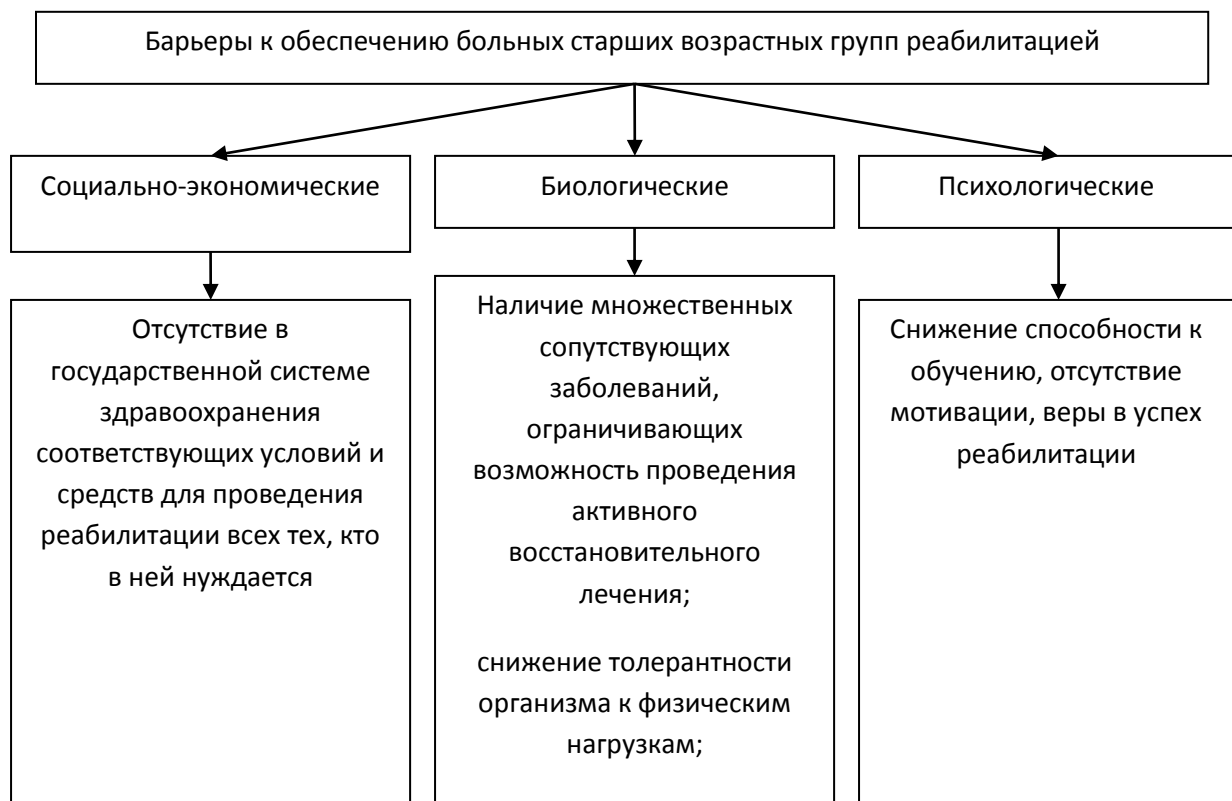 Барьеры к обеспечению больных старших возрастных групп реабилитацией
Социально-экономические
Биологические
Психологические
Отсутствие в
государственной системе
здравоохранения
соответствующих условий и
средств для проведения
реабилитации всех тех, кто
в ней нуждается
Наличие множественных
сопутствующих
заболеваний,
ограничивающих
возможность проведения
активного
восстановительного
лечения;
снижение толерантности
организма к физическим
нагрузкам;
Снижение способности к
обучению, отсутствие
мотивации, веры в успех
реабилитации